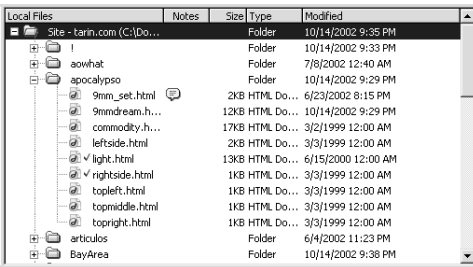 Local Files Notes Size Type Modified
Site - tarin.com (C:\Do... Folder 10/14/2002 9:35 PM
! Folder 10/14/2002 9:33 PM
aowhat Folder 7/8/2002 12:40 AM
apocalypso Folder 10/14/2002 9:29 PM
9mm_set.html 2KB HTML Do... 6/23/2002 8:15 PM
9mmdream.h... 12KB HTML Do... 10/14/2002 9:29 PM
commodity.h... 17KB HTML Do... 3/2/1999 12:00 AM
leftside.html 2KB HTML Do... 3/3/1999 12:00 AM
light.html 13KB HTML Do... 6/15/2000 12:00 AM
rightside.html 1KB HTML Do... 3/3/1999 12:00 AM
topleft.html 1KB HTML Do... 3/3/1999 12:00 AM
topmiddle.html 1KB HTML Do... 3/3/1999 12:00 AM
topright.html 1KB HTML Do... 3/3/1999 12:00 AM
articulos Folder 6/4/2002 11:23 PM
BayArea Folder 10/14/2002 9:38 PM